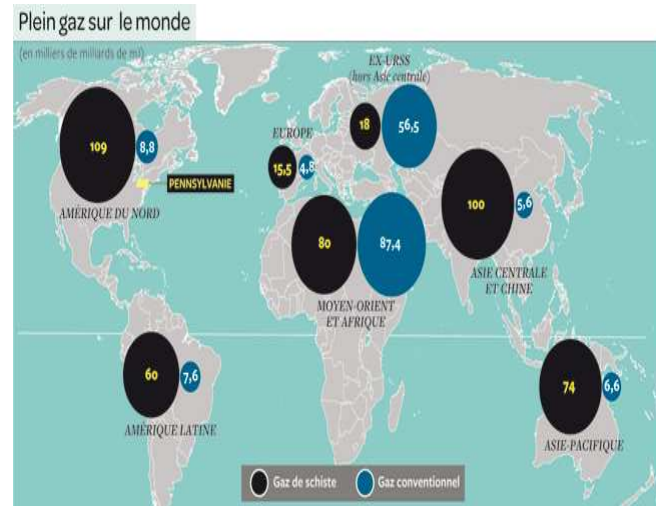 Plein gaz sur le monde
(en milliers de milliards de m³)
EX-URSS
(hors Asie centrale)
18
56,5
109
8,8
EUROPE
15,5
4,8
PENNSYLVANIE
AMÉRIQUE DU NORD
100
5,6
80
87,4
ASIE CENTRALE
ET CHINE
MOYEN-ORIENT
ET AFRIQUE
60
7,6
74
6,6
AMÉRIQUE LATINE
ASIE-PACIFIQUE
Gaz de schiste
Gaz conventionnel